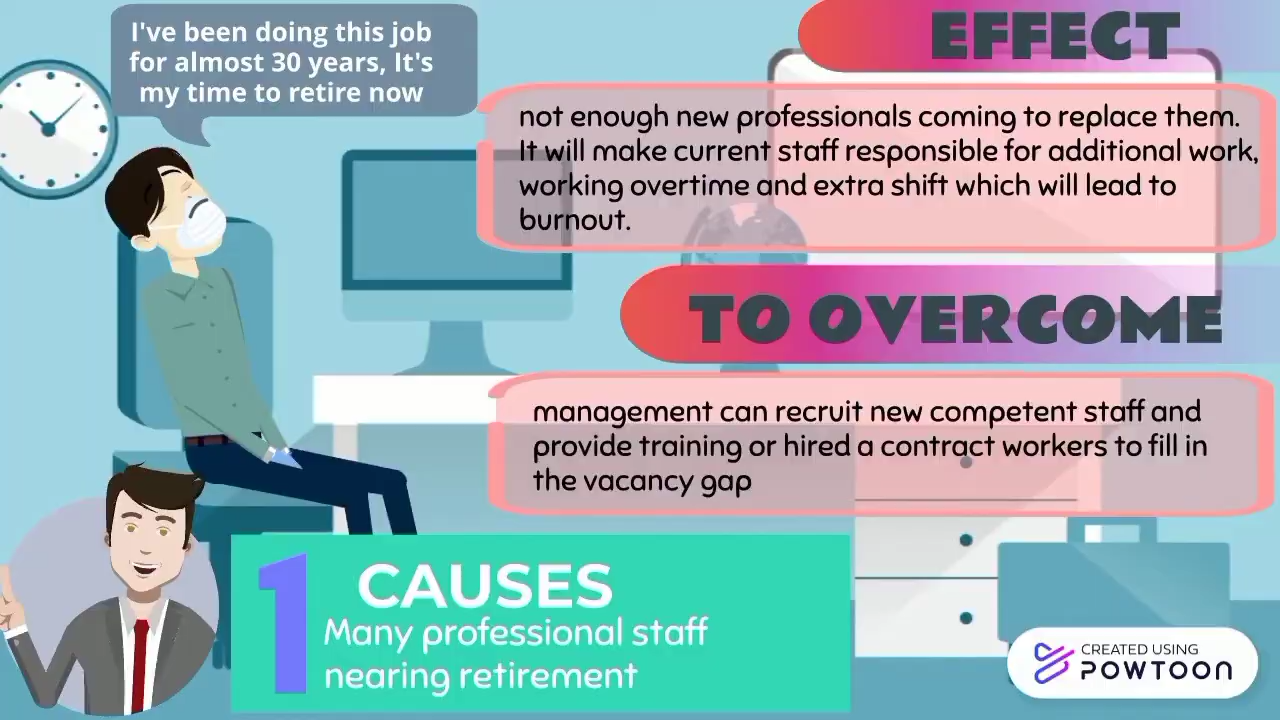 I've been doing this job
for almost 30 years, It's
my time to retire now
EFFECT
not enough new professionals coming to replace them.
It will make current staff responsible for additional work,
working overtime and extra shift which will lead to
burnout.
TO OVERCOME
management can recruit new competent staff and
provide training or hired a contract workers to fill in
the vacancy gap
1
CAUSES
Many professional staff
nearing retirement
CREATED USING
POWTOON